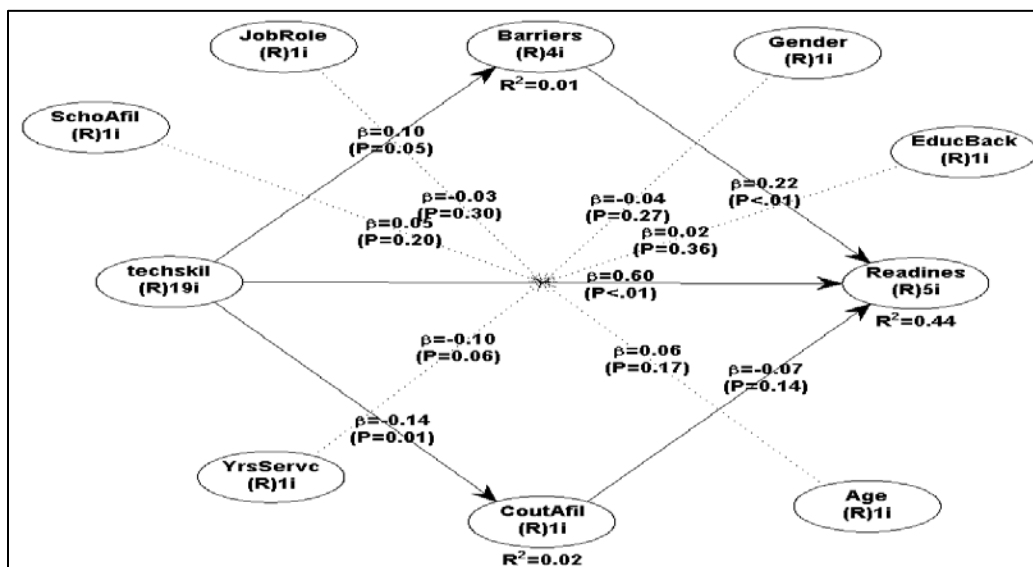 JobRole
(R)1i
Barriers
(R)4i
R²=0.01
Gender
(R)1i
SchoAfil
(R)1i
EducBack
(R)1i
β=0.10
(P=0.05)
β=-0.03
(P=0.30)
β=-0.04
(P=0.27)
β=0.22
(P<.01)
β=0.05
(P=0.20)
β=0.02
(P=0.36)
techskil
(R)19i
β=0.60
(P<.01)
Readines
(R)5i
R²=0.44
β=-0.10
(P=0.06)
β=0.06
(P=0.17)
β=-0.07
(P=0.14)
β=-0.14
(P=0.01)
YrsServc
(R)1i
CoutAfil
(R)1i
R²=0.02
Age
(R)1i